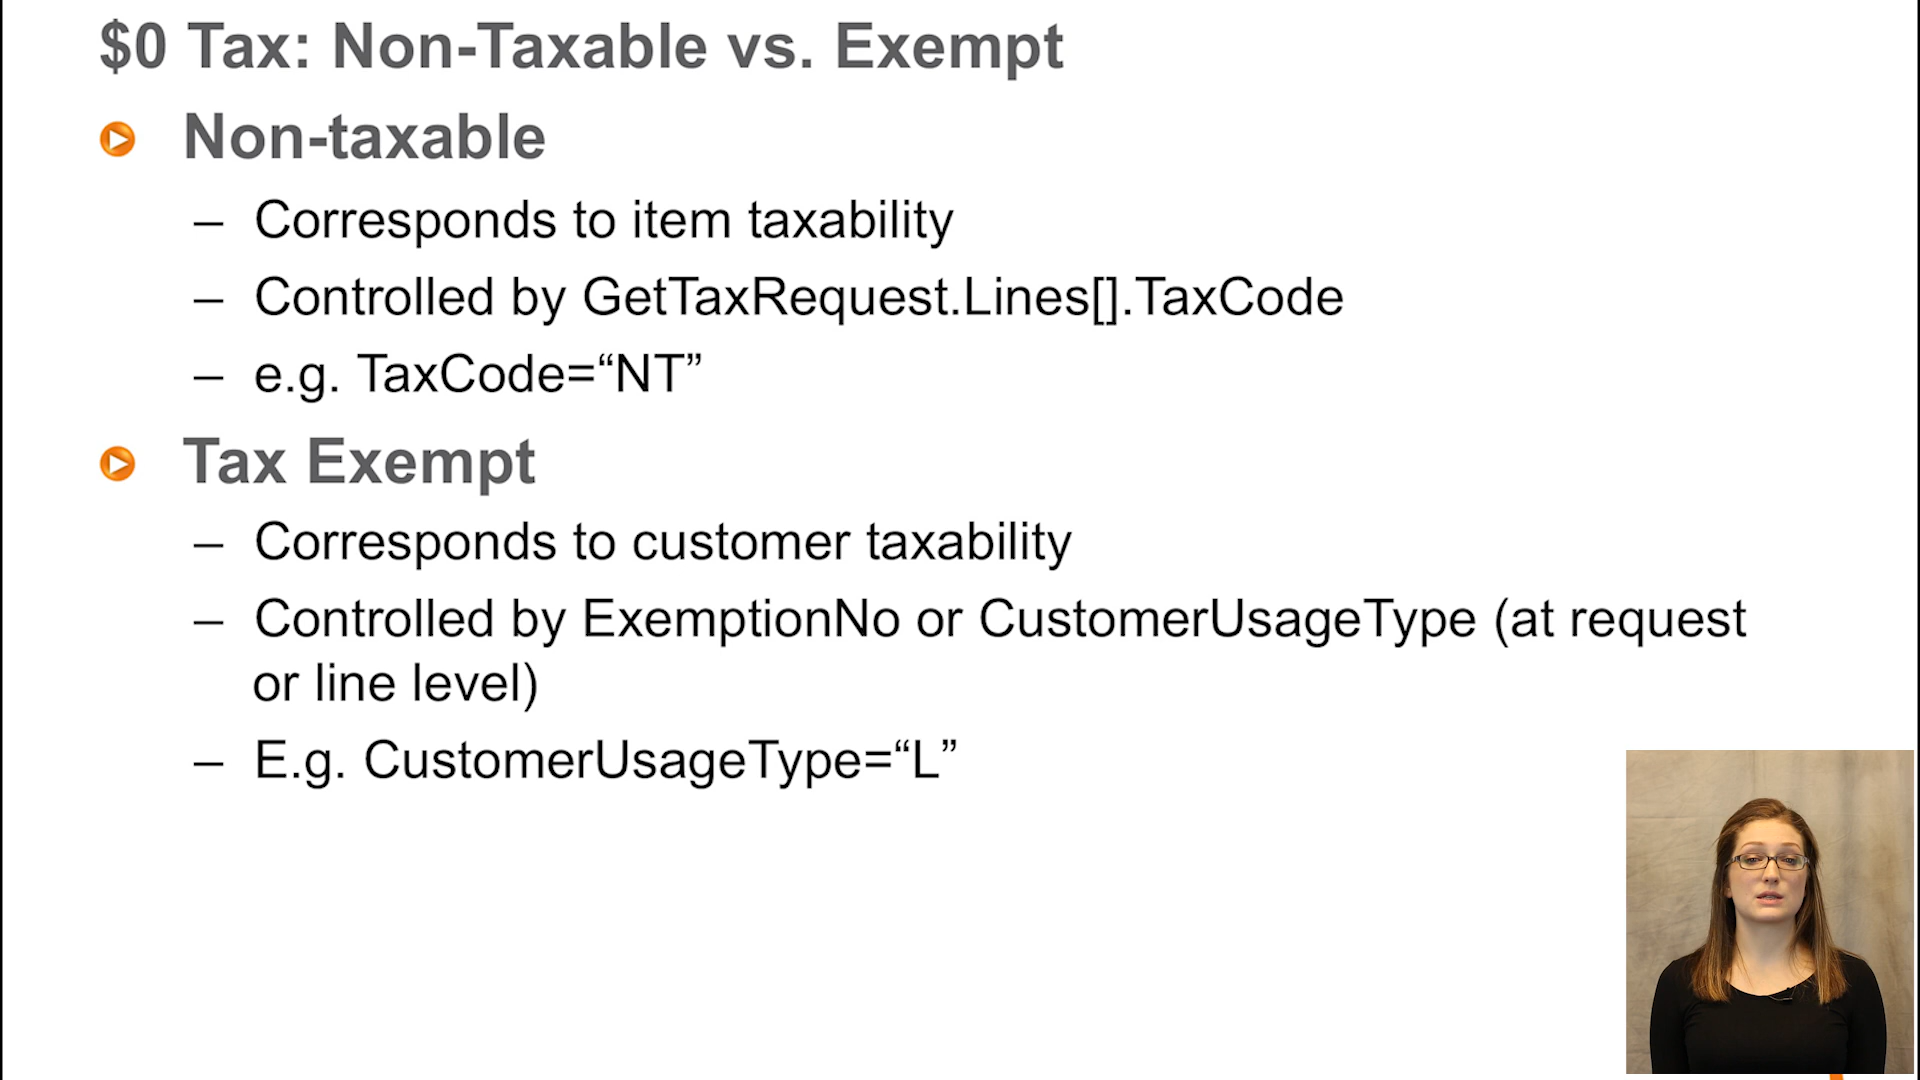 $0 Tax: Non-Taxable vs. Exempt
Non-taxable
– Corresponds to item taxability
– Controlled by GetTaxRequest.Lines[].TaxCode
– e.g. TaxCode=“NT”
Tax Exempt
– Corresponds to customer taxability
– Controlled by ExemptionNo or CustomerUsageType (at request
or line level)
– E.g. CustomerUsageType=“L”